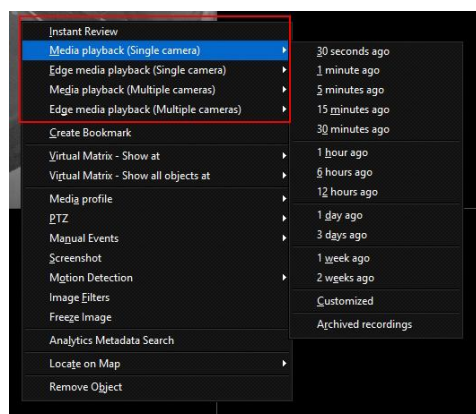 Instant Review
Media playback (Single camera)
Edge media playback (Single camera)
Media playback (Multiple cameras)
Edge media playback (Multiple cameras)
Create Bookmark
Virtual Matrix - Show at
Virtual Matrix - Show all objects at
Media profile
PTZ
Manual Events
Screenshot
Motion Detection
Image Filters
Freeze Image
Analytics Metadata Search
Locate on Map
Remove Object
30 seconds ago
1 minute ago
5 minutes ago
15 minutes ago
30 minutes ago
1 hour ago
6 hours ago
12 hours ago
1 day ago
3 days ago
1 week ago
2 weeks ago
Customized
Archived recordings